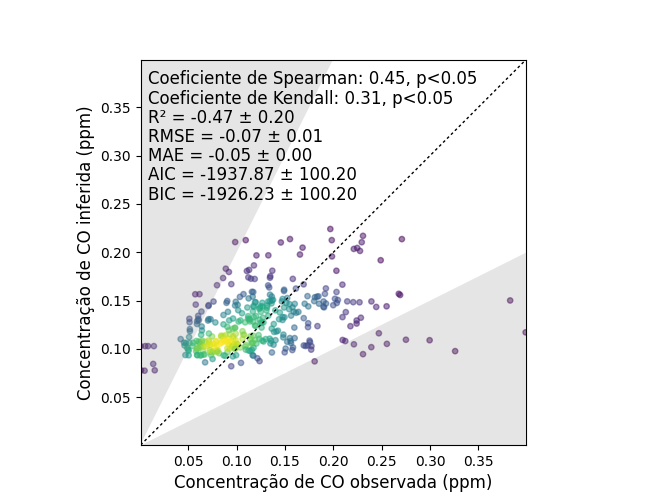 Coeficiente de Spearman: 0.45, p<0.05
Coeficiente de Kendall: 0.31, p<0.05
R² = -0.47 ± 0.20
RMSE = -0.07 ± 0.01
MAE = -0.05 ± 0.00
AIC = -1937.87 ± 100.20
BIC = -1926.23 ± 100.20
Concentração de CO inferida (ppm)
0.35
0.30
0.25
0.20
0.15
0.10
0.05
0.05 0.10 0.15 0.20 0.25 0.30 0.35
Concentração de CO observada (ppm)